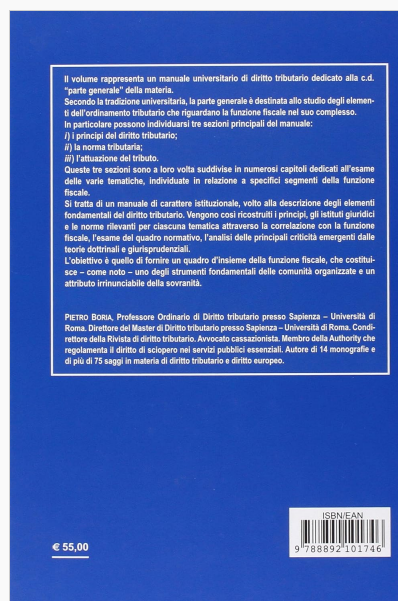 Il volume rappresenta un manuale universitario di diritto tributario dedicato alla c.d.
"parte generale" della materia.
Secondo la tradizione universitaria, la parte generale è destinata allo studio degli elemen-
ti dell'ordinamento tributario che riguardano la funzione fiscale nel suo complesso.
In particolare possono individuarsi tre sezioni principali del manuale:
i) i principi del diritto tributario;
ii) la norma tributaria;
iii) l'attuazione del tributo.
Queste tre sezioni sono a loro volta suddivise in numerosi capitoli dedicati all'esame
delle varie tematiche, individuate in relazione a specifici segmenti della funzione
fiscale.
Si tratta di un manuale di carattere istituzionale, volto alla descrizione degli elementi
fondamentali del diritto tributario. Vengono così ricostruiti i principi, gli istituti giuridici
e le norme rilevanti per ciascuna tematica attraverso la correlazione con la funzione
fiscale, l'esame del quadro normativo, l'analisi delle principali criticità emergenti dalle
teorie dottrinali e giurisprudenziali.
L'obiettivo è quello di fornire un quadro d'insieme della funzione fiscale, che costitui-
sce – come noto – uno degli strumenti fondamentali delle comunità organizzate e un
attributo irrinunciabile della sovranità.
PIETRO BORIA, Professore Ordinario di Diritto tributario presso Sapienza – Università di
Roma. Direttore del Master di Diritto tributario presso Sapienza – Università di Roma. Condi-
rettore della Rivista di diritto tributario. Avvocato cassazionista. Membro della Authority che
regolamenta il diritto di sciopero nei servizi pubblici essenziali. Autore di 14 monografie e
di più di 75 saggi in materia di diritto tributario e diritto europeo.
ISBN/EAN
9 788892 101746
€ 55,00